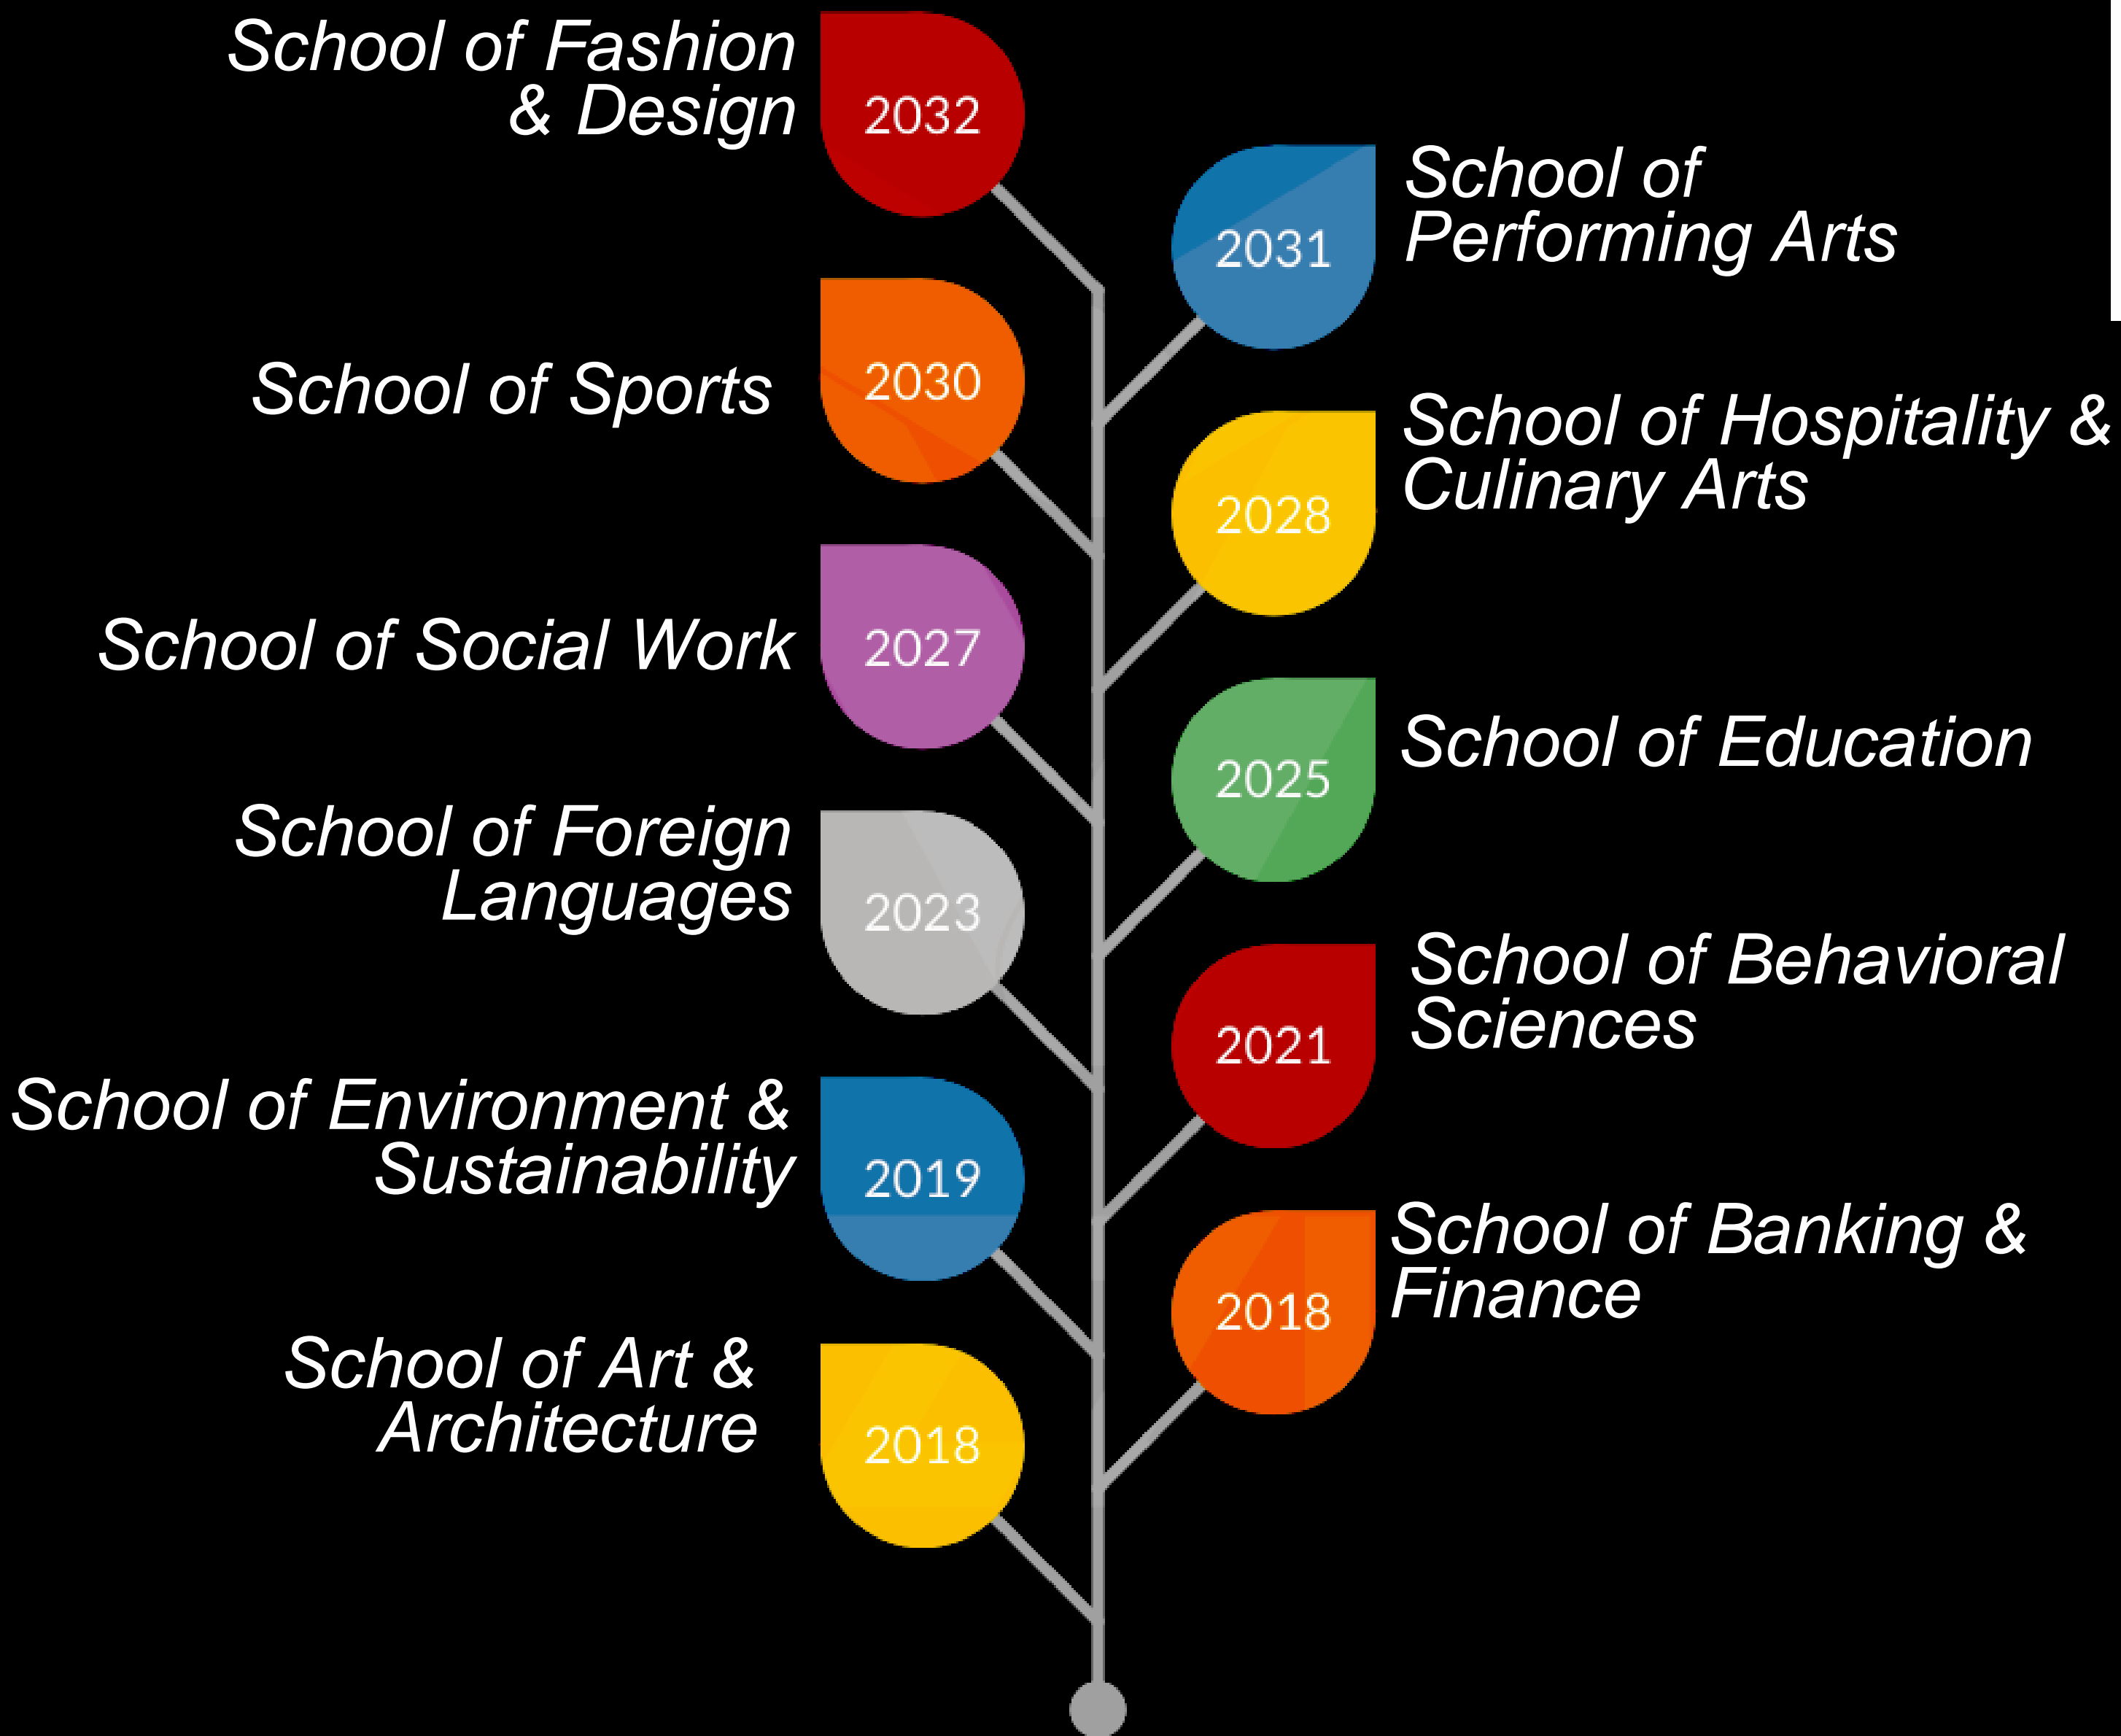 School of Fashion
& Design
2032
School of
Performing Arts
2031
School of Sports
2030
School of Hospitality &
Culinary Arts
2028
School of Social Work
2027
School of Education
2025
School of Foreign
Languages
2023
School of Behavioral
Sciences
2021
School of Environment &
Sustainability
2019
School of Banking &
Finance
2018
School of Art &
Architecture
2018